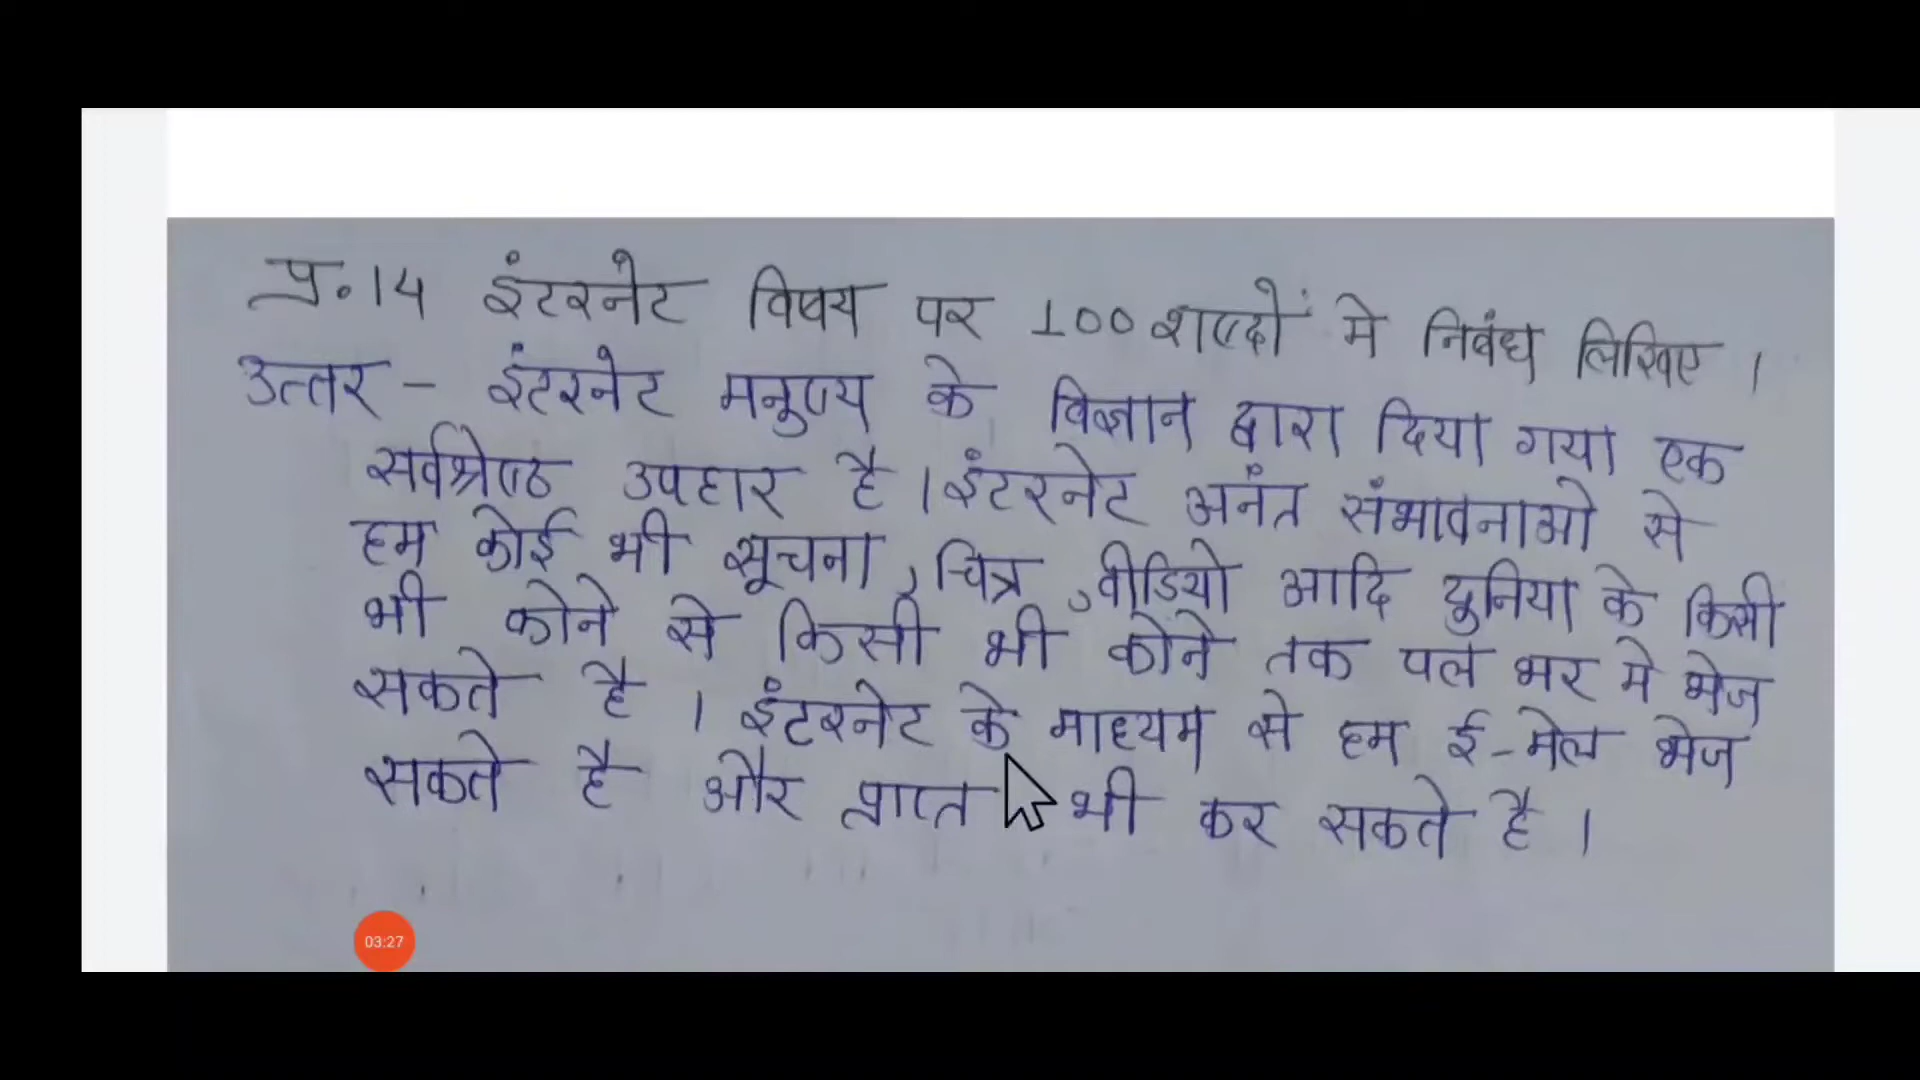 प्र.14 इंटरनेट विषय पर 100 शब्दों में निबंध लिखिए ।
उत्तर - इंटरनेट मनुष्य के विज्ञान द्वारा दिया गया एक
सर्वश्रेष्ठ उपहार है । इंटरनेट अनंत संभावनाओ से
हम कोई भी सूचना, चित्र, वीडियो आदि दुनिया के किसी
भी कोने से किसी भी कोने तक पल भर मे भेज
सकते है । इंटरनेट के माध्यम से हम ई-मेल भेज
सकते है और प्राप्त भी कर सकते है ।
03:27